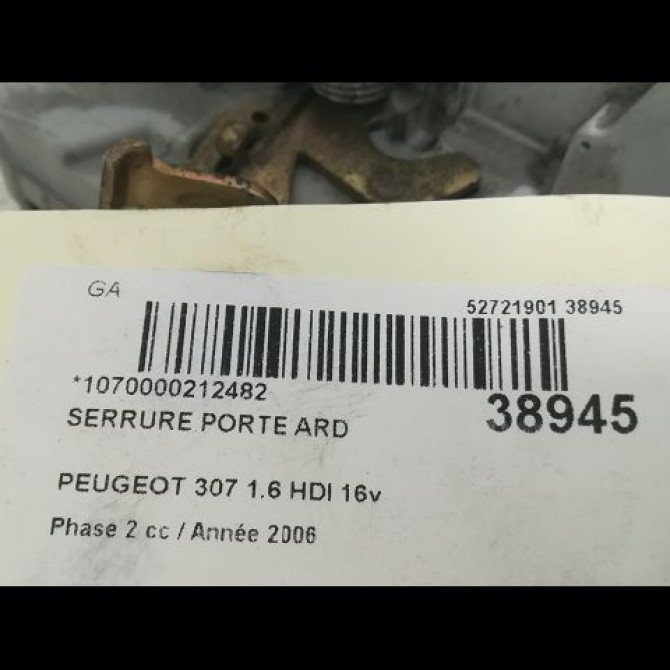 GA
52721901 38945
*1070000212482
38945
SERRURE PORTE ARD
PEUGEOT 307 1.6 HDI 16v
Phase 2 cc / Année 2006